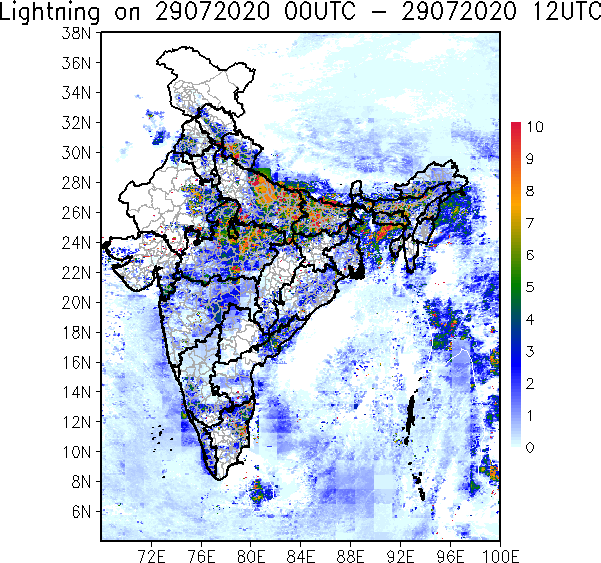 Lightning on 29072020 00UTC – 29072020 12UTC
38N
36N
34N
32N
30N
28N
26N
24N
22N
20N
18N
16N
14N
12N
10N
8N
6N
72E 76E 80E 84E 88E 92E 96E 100E
10
9
8
7
6
5
4
3
2
1
0